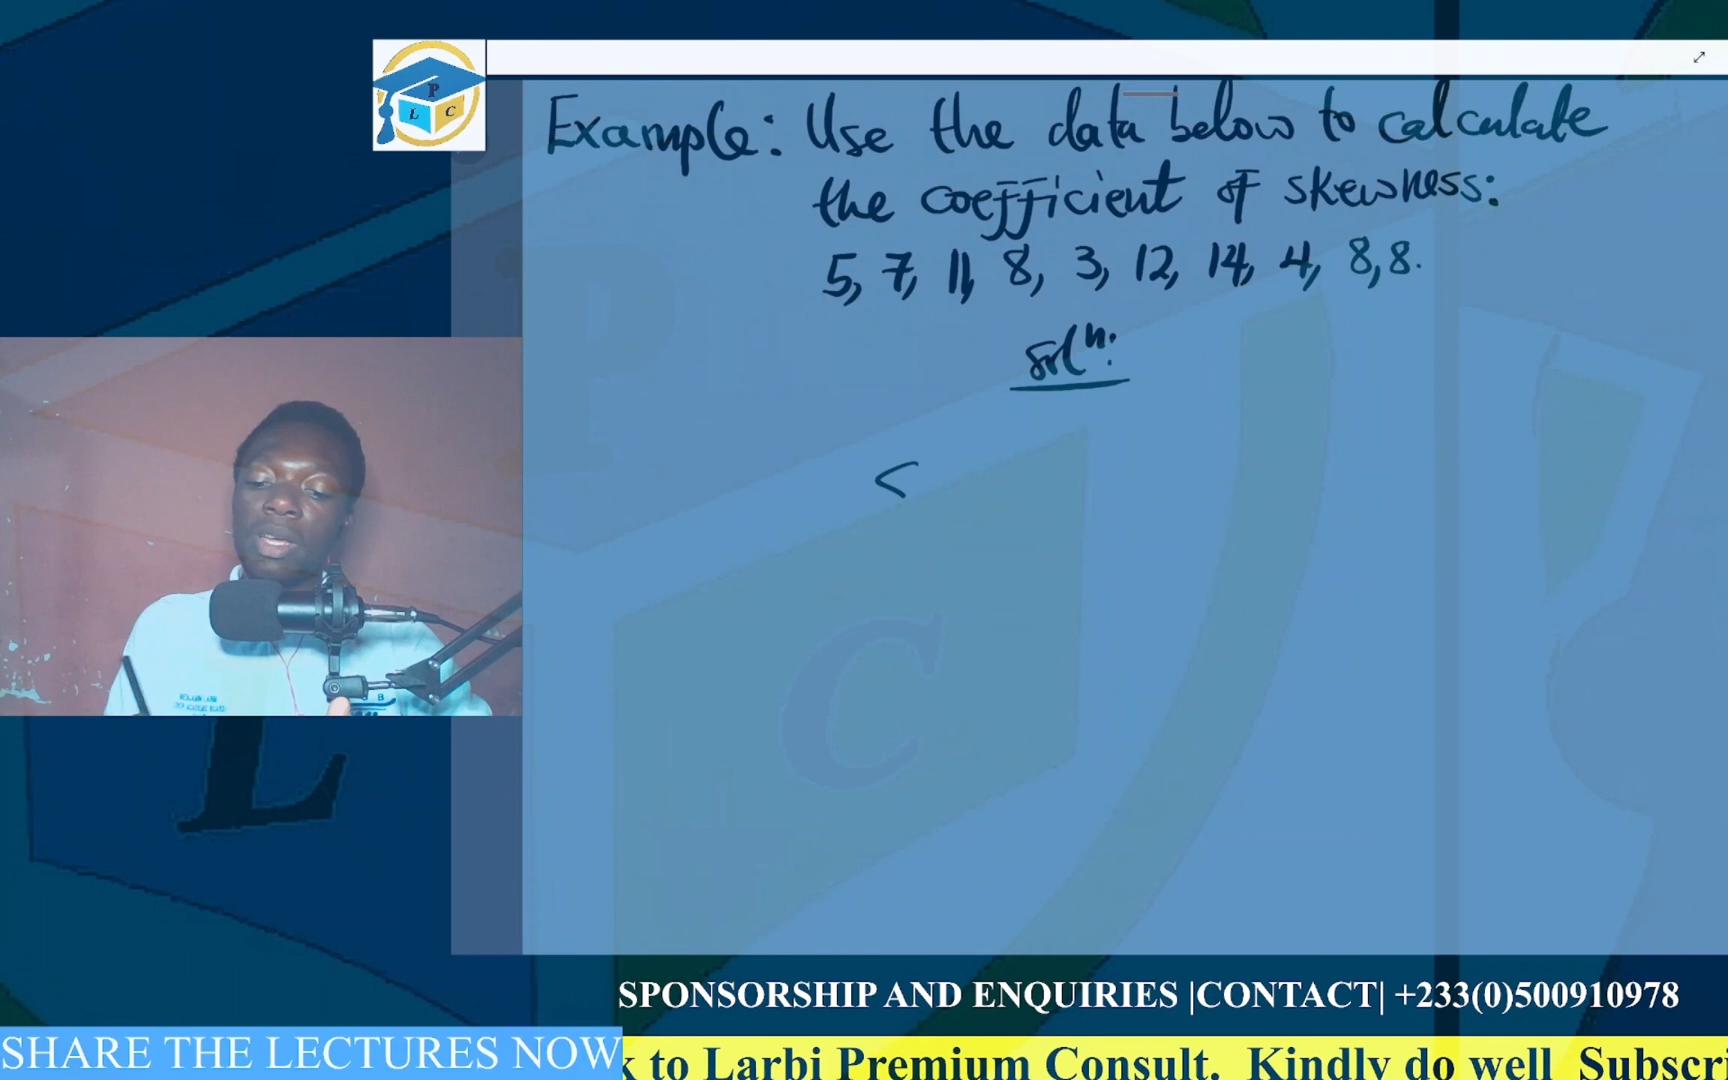 P
L C
Example: Use the data below to calculate
the coefficient of skewness:
5, 7, 11, 8, 3, 12, 14, 4, 8, 8.
solⁿ:
C
L
SPONSORSHIP AND ENQUIRIES |CONTACT| +233(0)500910978
SHARE THE LECTURES NOW
k to Larbi Premium Consult. Kindly do well Subscri